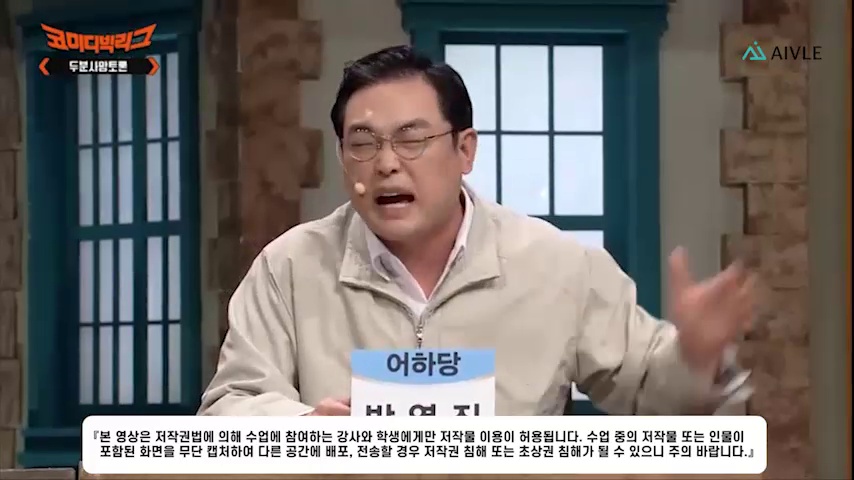 코미디빅리그
두분사망토론
AIVLE
어하당
박영진
『본 영상은 저작권법에 의해 수업에 참여하는 강사와 학생에게만 저작물 이용이 허용됩니다. 수업 중의 저작물 또는 인물이
포함된 화면을 무단 캡처하여 다른 공간에 배포, 전송할 경우 저작권 침해 또는 초상권 침해가 될 수 있으니 주의 바랍니다.』